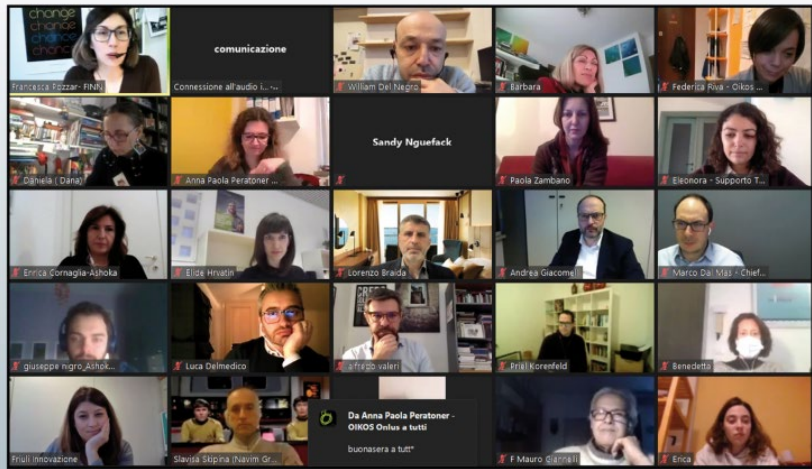 change
change
change
chance
Francesca Pozzar- FINN
comunicazione
Connessione all'audio i... -...
William Del Negro
Barbara
Federica Riva - Oikos ...
Daniela ( Dana)
Anna Paola Peratoner ...
Sandy Nguefack
Paola Zambano
Eleonora - Supporto T...
Enrica Cornaglia-Ashoka
Elide Hrvatin
Lorenzo Braida
Andrea Giacomelli
Marco Dal Mas - Chief...
giuseppe nigro_Ashok...
Luca Delmedico
alfredo valeri
Priel Korenfeld
Benedetta
Friuli Innovazione
Slavisa Skipina (Navim Gr...
Da Anna Paola Peratoner -
OIKOS Onlus a tutti
buonasera a tutt*
F Mauro Giannelli
Erica